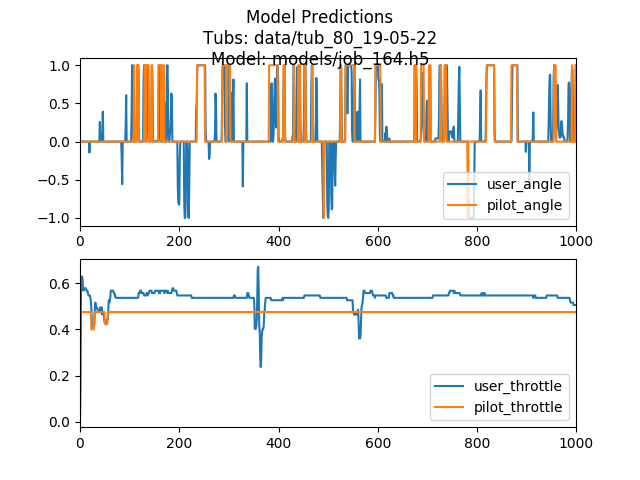 Model Predictions
Tubs: data/tub_80_19-05-22
Model: models/job_164.h5
1.0
0.5
0.0
−0.5
−1.0
user_angle
pilot_angle
0 200 400 600 800 1000
0.6
0.4
0.2
0.0
user_throttle
pilot_throttle
0 200 400 600 800 1000